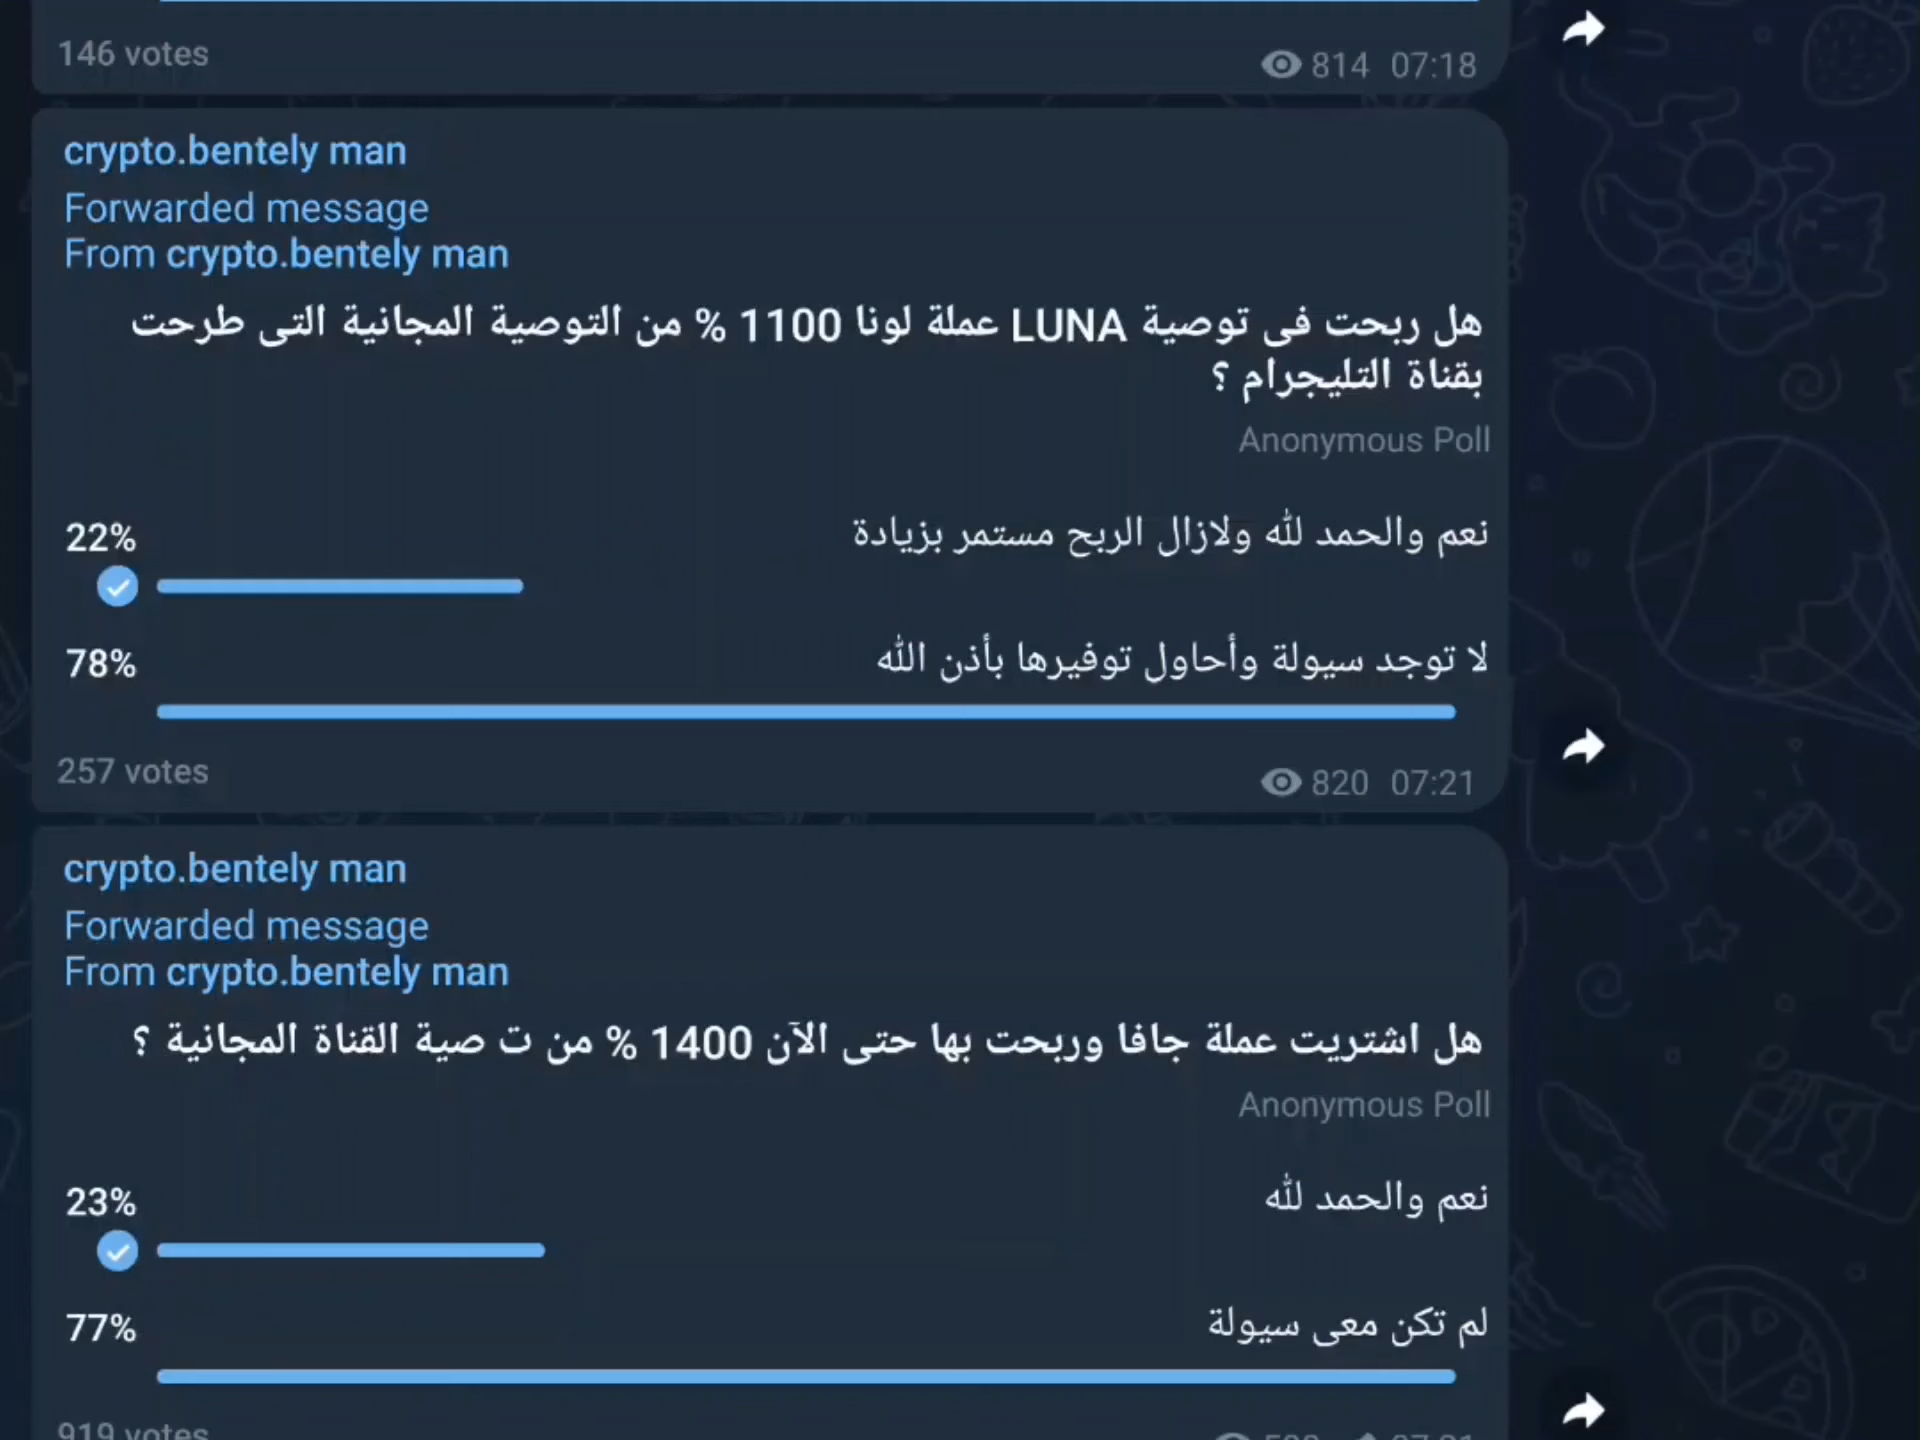 146 votes
814 07:18
crypto.bentely man
Forwarded message
From crypto.bentely man
هل ربحت فى توصية LUNA عملة لونا 1100 % من التوصية المجانية التى طرحت
بقناة التليجرام ؟
Anonymous Poll
22% نعم والحمد لله ولازال الربح مستمر بزيادة
78% لا توجد سيولة وأحاول توفيرها بأذن الله
257 votes
820 07:21
crypto.bentely man
Forwarded message
From crypto.bentely man
هل اشتريت عملة جافا وربحت بها حتى الآن 1400 % من ت صية القناة المجانية ؟
Anonymous Poll
23% نعم والحمد لله
77% لم تكن معى سيولة
919 votes